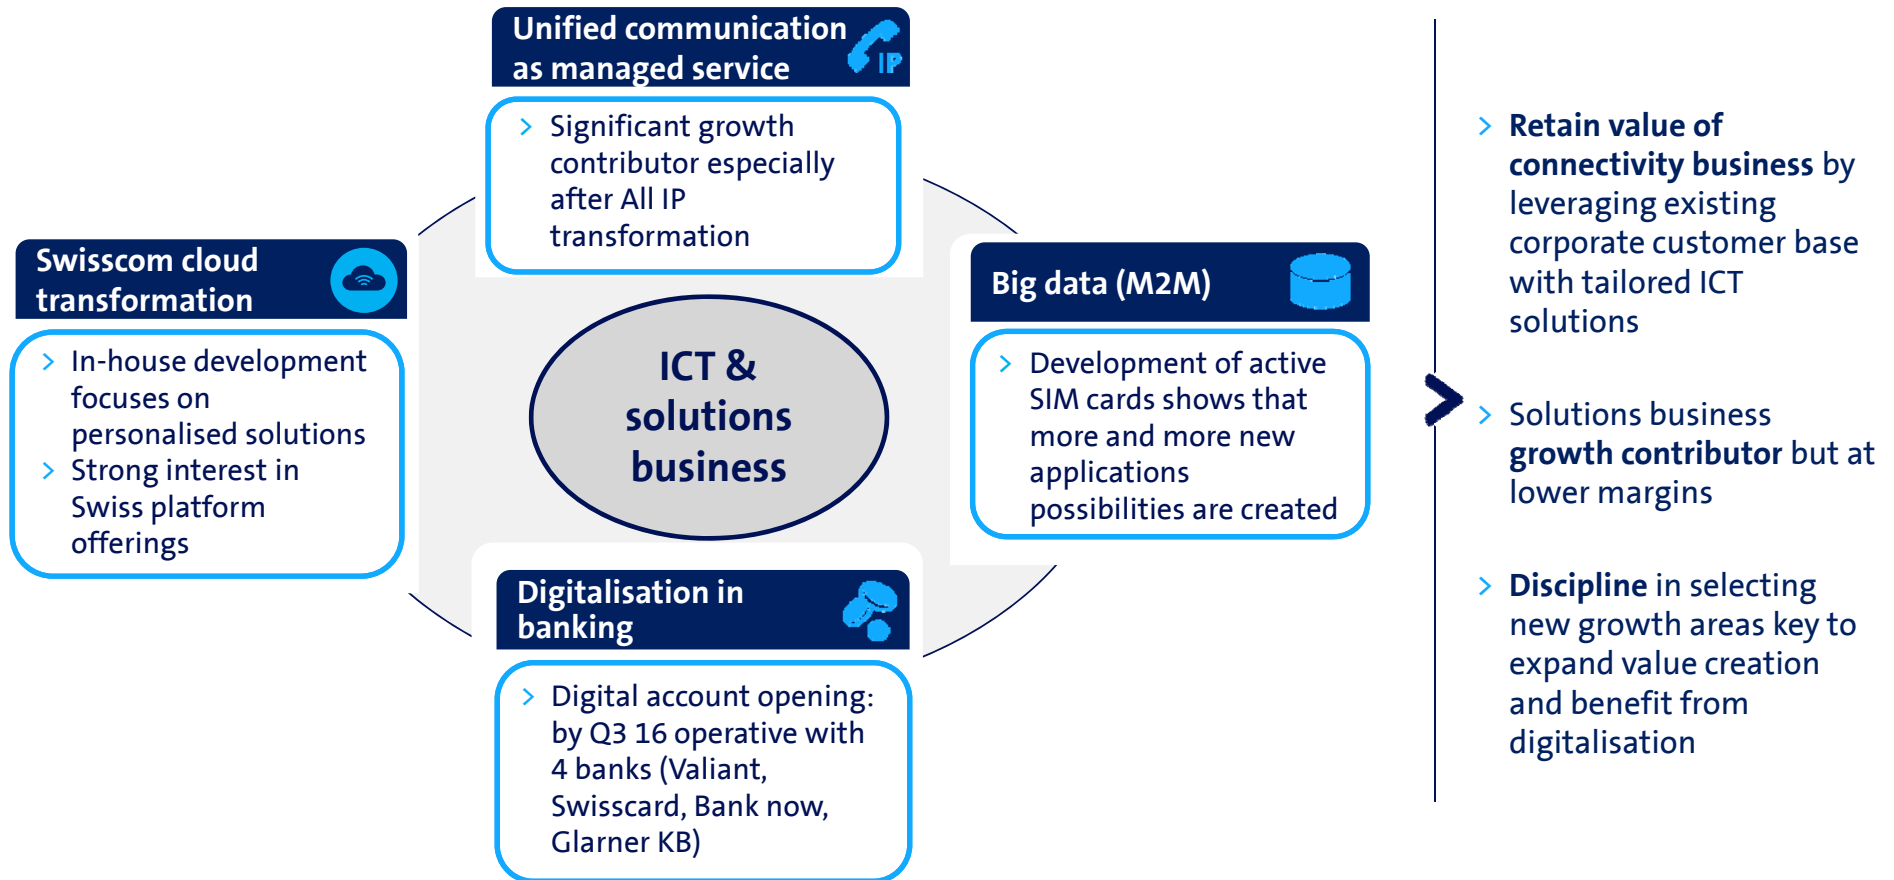 Unified communication
as managed service
IP
> Significant growth
contributor especially
after All IP
transformation
Swisscom cloud
transformation
> In-house development
focuses on
personalised solutions
> Strong interest in
Swiss platform
offerings
ICT &
solutions
business
Big data (M2M)
> Development of active
SIM cards shows that
more and more new
applications
possibilities are created
Digitalisation in
banking
> Digital account opening:
by Q3 16 operative with
4 banks (Valiant,
Swisscard, Bank now,
Glarner KB)
> Retain value of
connectivity business by
leveraging existing
corporate customer base
with tailored ICT
solutions
> Solutions business
growth contributor but at
lower margins
> Discipline in selecting
new growth areas key to
expand value creation
and benefit from
digitalisation